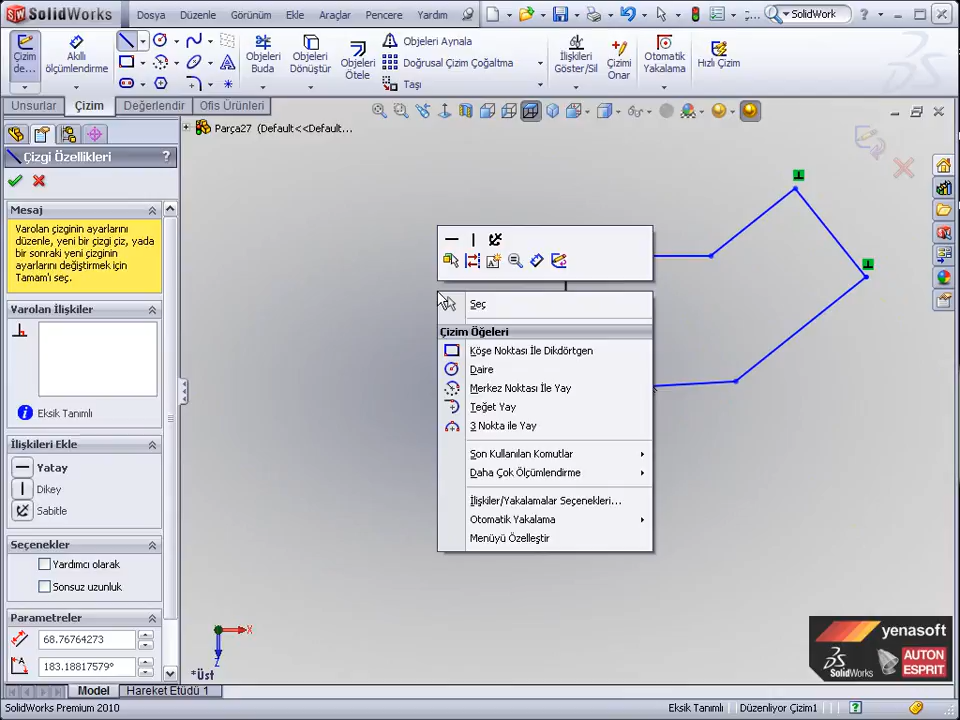 SolidWorks
Dosya Düzenle Görünüm Ekle Araçlar Pencere Yardım
SolidWork
Çizim de...
Akıllı ölçümlendirme
Objeleri Buda
Objeleri Dönüştür
Objeleri Ötele
Objeleri Aynala
Doğrusal Çizim Çoğaltma
Taşı
İlişkileri Göster/Sil
Çizimi Onar
Otomatik Yakalama
Hızlı Çizim
Unsurlar Çizim Değerlendir Ofis Ürünleri
Parça27 (Default<<Default...
Çizgi Özellikleri ?
Mesaj
Varolan çizginin ayarlarını
düzenle, yeni bir çizgi çiz, yada
bir sonraki yeni çizginin
ayarlarını değiştirmek için
Tamam'ı seç.
Varolan İlişkiler
Eksik Tanımlı
İlişkileri Ekle
Yatay
Dikey
Sabitle
Seçenekler
Yardımcı olarak
Sonsuz uzunluk
Parametreler
68.76764273
183.18817579°
Seç
Çizim Öğeleri
Köşe Noktası İle Dikdörtgen
Daire
Merkez Noktası İle Yay
Teğet Yay
3 Nokta ile Yay
Son Kullanılan Komutlar
Daha Çok Ölçümlendirme
İlişkiler/Yakalamalar Seçenekleri...
Otomatik Yakalama
Menüyü Özelleştir
X
Z
*Üst
yenasoft
SolidWorks
AUTON
ESPRIT
Model Hareket Etüdü 1
SolidWorks Premium 2010
Eksik Tanımlı Düzenliyor Çizim1